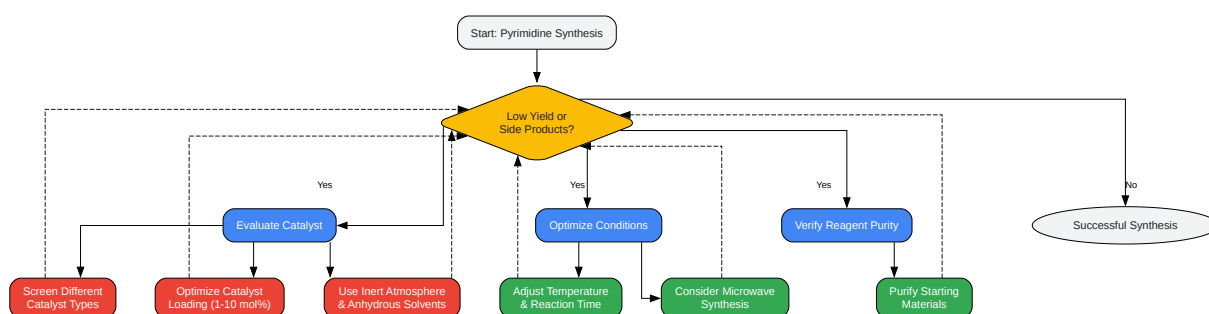 Start: Pyrimidine Synthesis
Low Yield or
Side Products?
Yes
Yes
Yes
No
Evaluate Catalyst
Optimize Conditions
Verify Reagent Purity
Successful Synthesis
Screen Different
Catalyst Types
Optimize Catalyst
Loading (1-10 mol%)
Use Inert Atmosphere
& Anhydrous Solvents
Adjust Temperature
& Reaction Time
Consider Microwave
Synthesis
Purify Starting
Materials